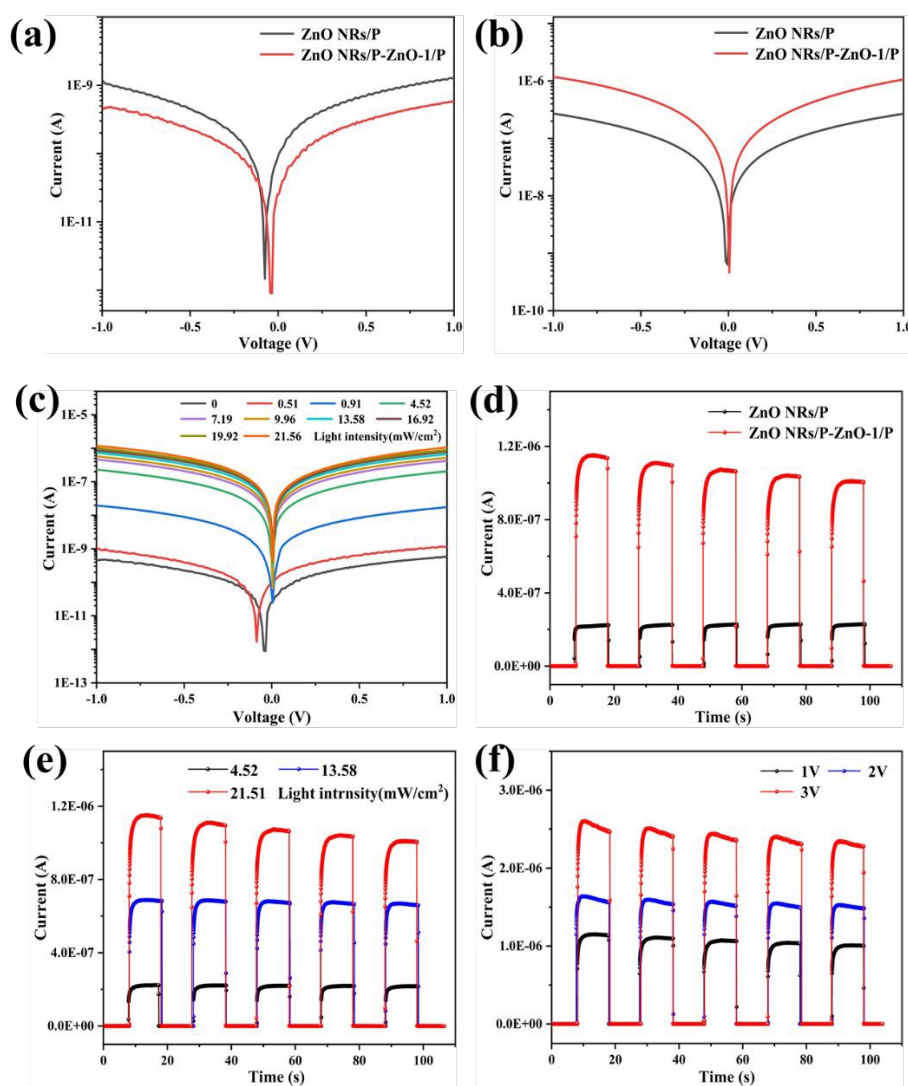 (a)
ZnO NRs/P
ZnO NRs/P-ZnO-1/P
1E-9
1E-11
Current (A)
-1.0 -0.5 0.0 0.5 1.0
Voltage (V)
(b)
ZnO NRs/P
ZnO NRs/P-ZnO-1/P
1E-6
1E-8
1E-10
Current (A)
-1.0 -0.5 0.0 0.5 1.0
Voltage (V)
(c)
0 0.51 0.91 4.52
7.19 9.96 13.58 16.92
19.92 21.56 Light intensity(mW/cm²)
1E-5
1E-7
1E-9
1E-11
1E-13
Current (A)
-1.0 -0.5 0.0 0.5 1.0
Voltage (V)
(d)
ZnO NRs/P
ZnO NRs/P-ZnO-1/P
1.2E-06
8.0E-07
4.0E-07
0.0E+00
Current (A)
0 20 40 60 80 100
Time (s)
(e)
4.52 13.58
21.51 Light intrnsity(mW/cm²)
1.2E-06
8.0E-07
4.0E-07
0.0E+00
Current (A)
0 20 40 60 80 100
Time (s)
(f)
1V 2V
3V
3.0E-06
2.0E-06
1.0E-06
0.0E+00
Current (A)
0 20 40 60 80 100
Time (s)